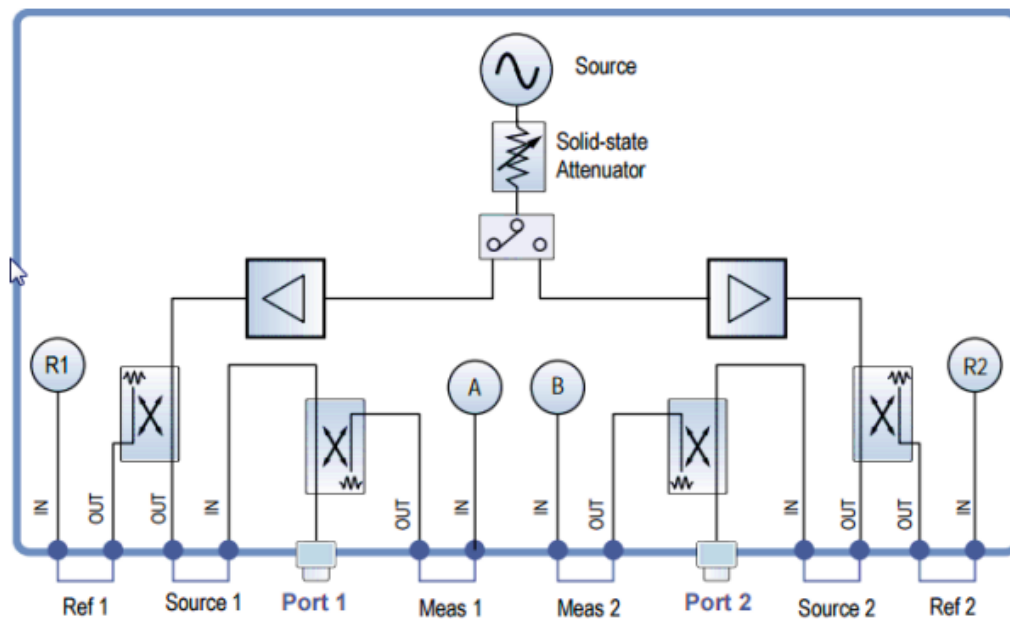 Source
Solid-state
Attenuator
R1
A
B
R2
IN
OUT
OUT
IN
OUT
IN
IN
OUT
IN
OUT
OUT
IN
Ref 1
Source 1
Port 1
Meas 1
Meas 2
Port 2
Source 2
Ref 2